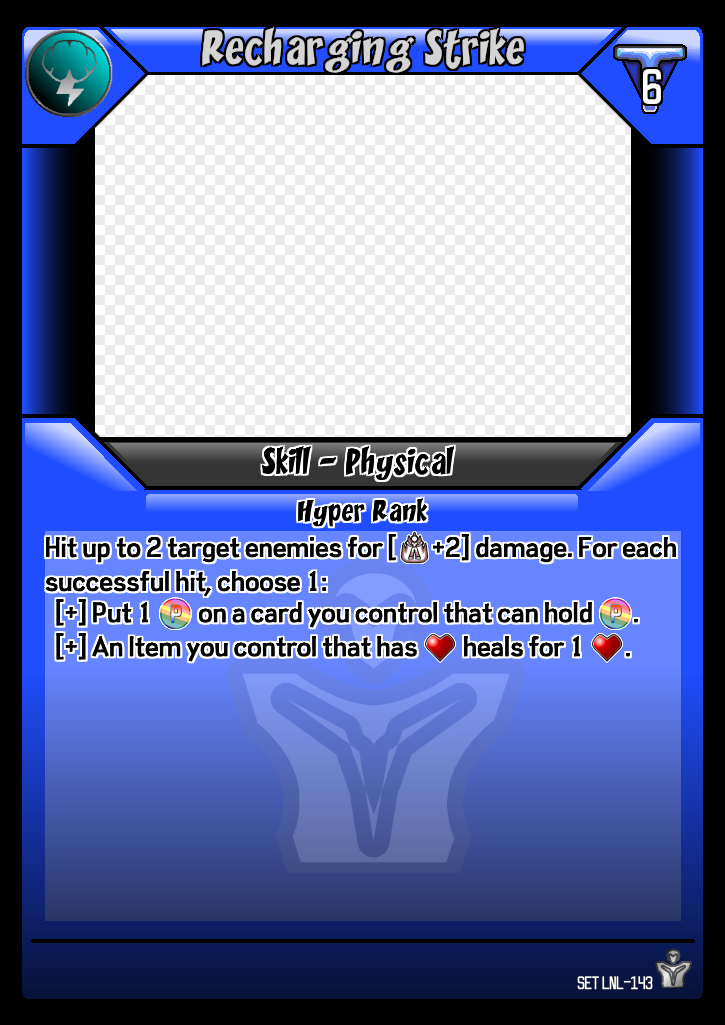 Recharging Strike
6
Skill - Physical
Hyper Rank
Hit up to 2 target enemies for [ +2] damage. For each
successful hit, choose 1:
[+] Put 1 P on a card you control that can hold P.
[+] An Item you control that has heals for 1 .
SET LNL-143